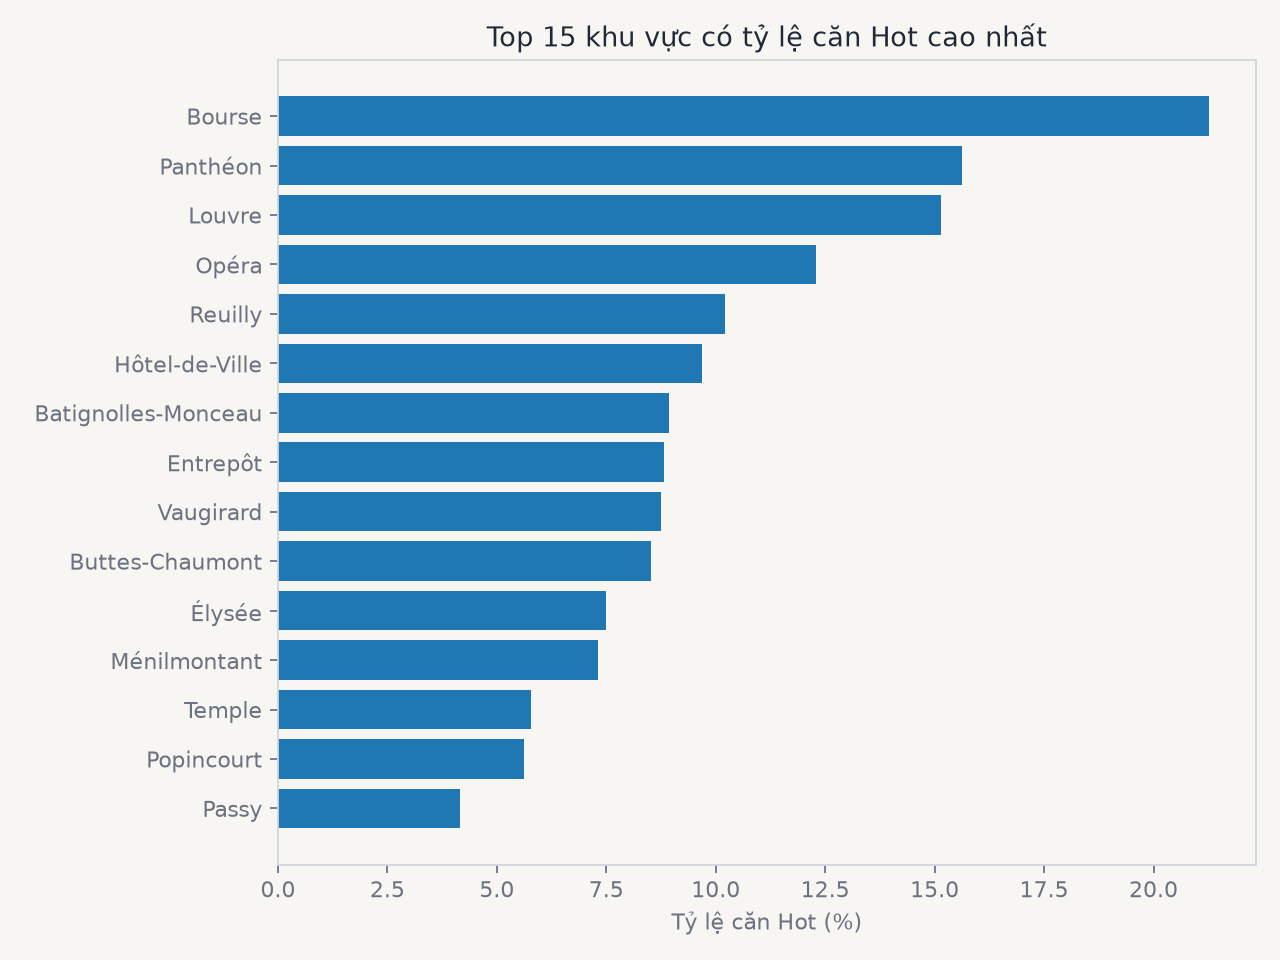 Top 15 khu vực có tỷ lệ căn Hot cao nhất
Bourse
Panthéon
Louvre
Opéra
Reuilly
Hôtel-de-Ville
Batignolles-Monceau
Entrepôt
Vaugirard
Buttes-Chaumont
Élysée
Ménilmontant
Temple
Popincourt
Passy
0.0 2.5 5.0 7.5 10.0 12.5 15.0 17.5 20.0
Tỷ lệ căn Hot (%)